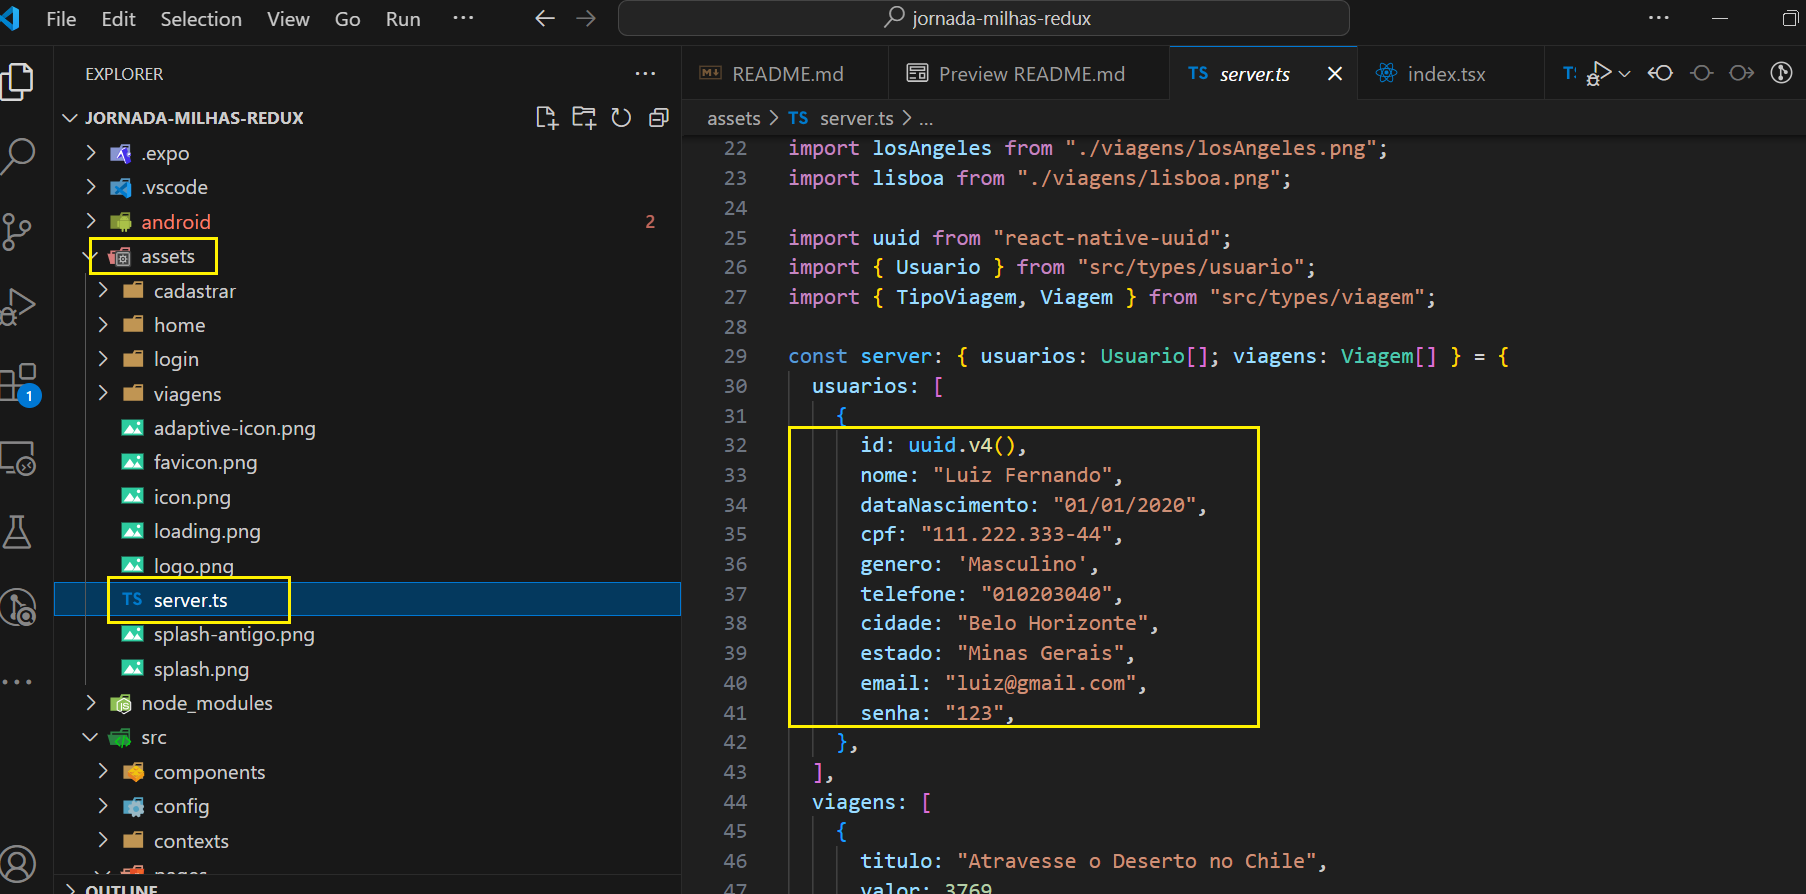 File Edit Selection View Go Run ···
jornada-milhas-redux
EXPLORER
JORNADA-MILHAS-REDUX
.expo
.vscode
android 2
assets
cadastrar
home
login
viagens
adaptive-icon.png
favicon.png
icon.png
loading.png
logo.png
TS server.ts
splash-antigo.png
splash.png
node_modules
src
components
config
contexts
pages
OUTLINE
1
README.md
Preview README.md
TS server.ts
index.tsx
assets > TS server.ts > ...
22 import losAngeles from "./viagens/losAngeles.png";
23 import lisboa from "./viagens/lisboa.png";
24
25 import uuid from "react-native-uuid";
26 import { Usuario } from "src/types/usuario";
27 import { TipoViagem, Viagem } from "src/types/viagem";
28
29 const server: { usuarios: Usuario[]; viagens: Viagem[] } = {
30 usuarios: [
31 {
32 id: uuid.v4(),
33 nome: "Luiz Fernando",
34 dataNascimento: "01/01/2020",
35 cpf: "111.222.333-44",
36 genero: 'Masculino',
37 telefone: "010203040",
38 cidade: "Belo Horizonte",
39 estado: "Minas Gerais",
40 email: "luiz@gmail.com",
41 senha: "123",
42 },
43 ],
44 viagens: [
45 {
46 titulo: "Atravesse o Deserto no Chile",
47 valor: 3769